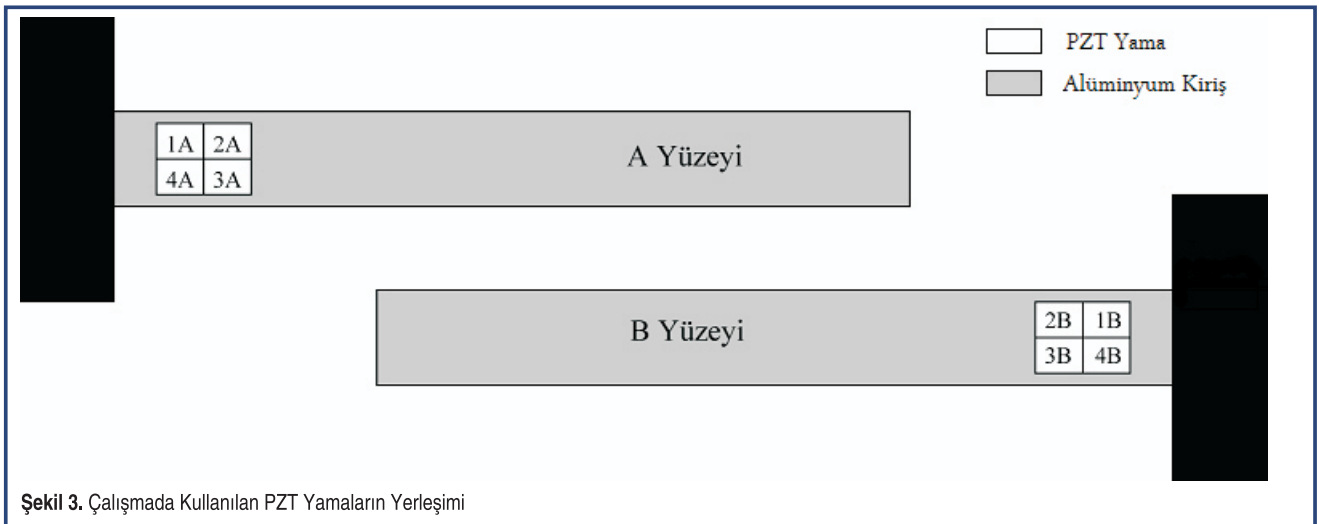 PZT Yama
Alüminyum Kiriş
1A 2A
4A 3A
A Yüzeyi
B Yüzeyi
2B 1B
3B 4B
Şekil 3. Çalışmada Kullanılan PZT Yamaların Yerleşimi